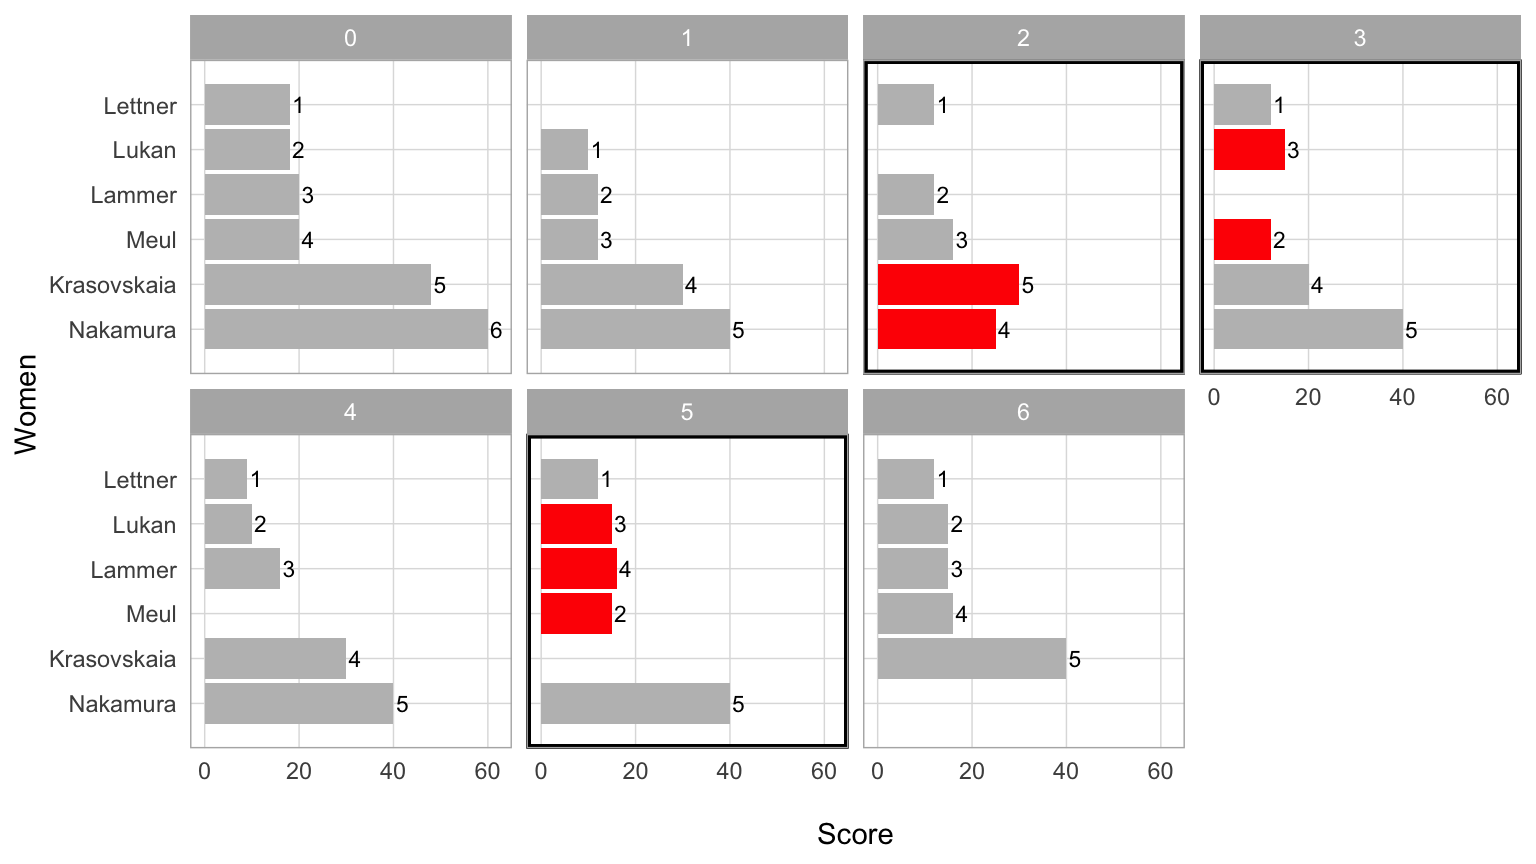 0 1 2 3
Lettner 1 1 1
Lukan 2 1 3
Lammer 3 2 2
Meul 4 3 3 2
Krasovskaia 5 4 5 4
Nakamura 6 5 4 5
0 20 40 60
Women
4 5 6
Lettner 1 1 1
Lukan 2 3 2
Lammer 3 4 3
Meul 2 4
Krasovskaia 4 5
Nakamura 5 5
0 20 40 60 0 20 40 60 0 20 40 60
Score